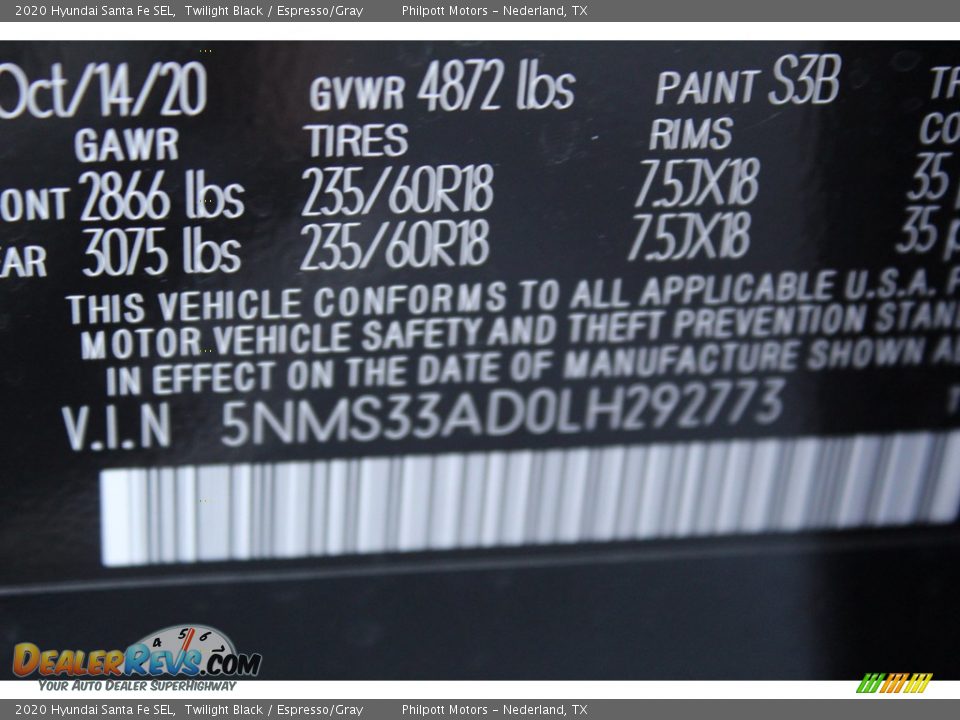 2020 Hyundai Santa Fe SEL, Twilight Black / Espresso/Gray Philpott Motors - Nederland, TX
Oct/14/20 GVWR 4872 lbs PAINT S3B
GAWR TIRES RIMS
2866 lbs 235/60R18 7.5JX18 35
3075 lbs 235/60R18 7.5JX18 35
THIS VEHICLE CONFORMS TO ALL APPLICABLE U.S.A.
MOTOR VEHICLE SAFETY AND THEFT PREVENTION STAN
IN EFFECT ON THE DATE OF MANUFACTURE SHOWN
V.I.N 5NMS33AD0LH292773
4 5 6
DEALERREVS.COM
YOUR AUTO DEALER SUPERHIGHWAY
2020 Hyundai Santa Fe SEL, Twilight Black / Espresso/Gray Philpott Motors - Nederland, TX